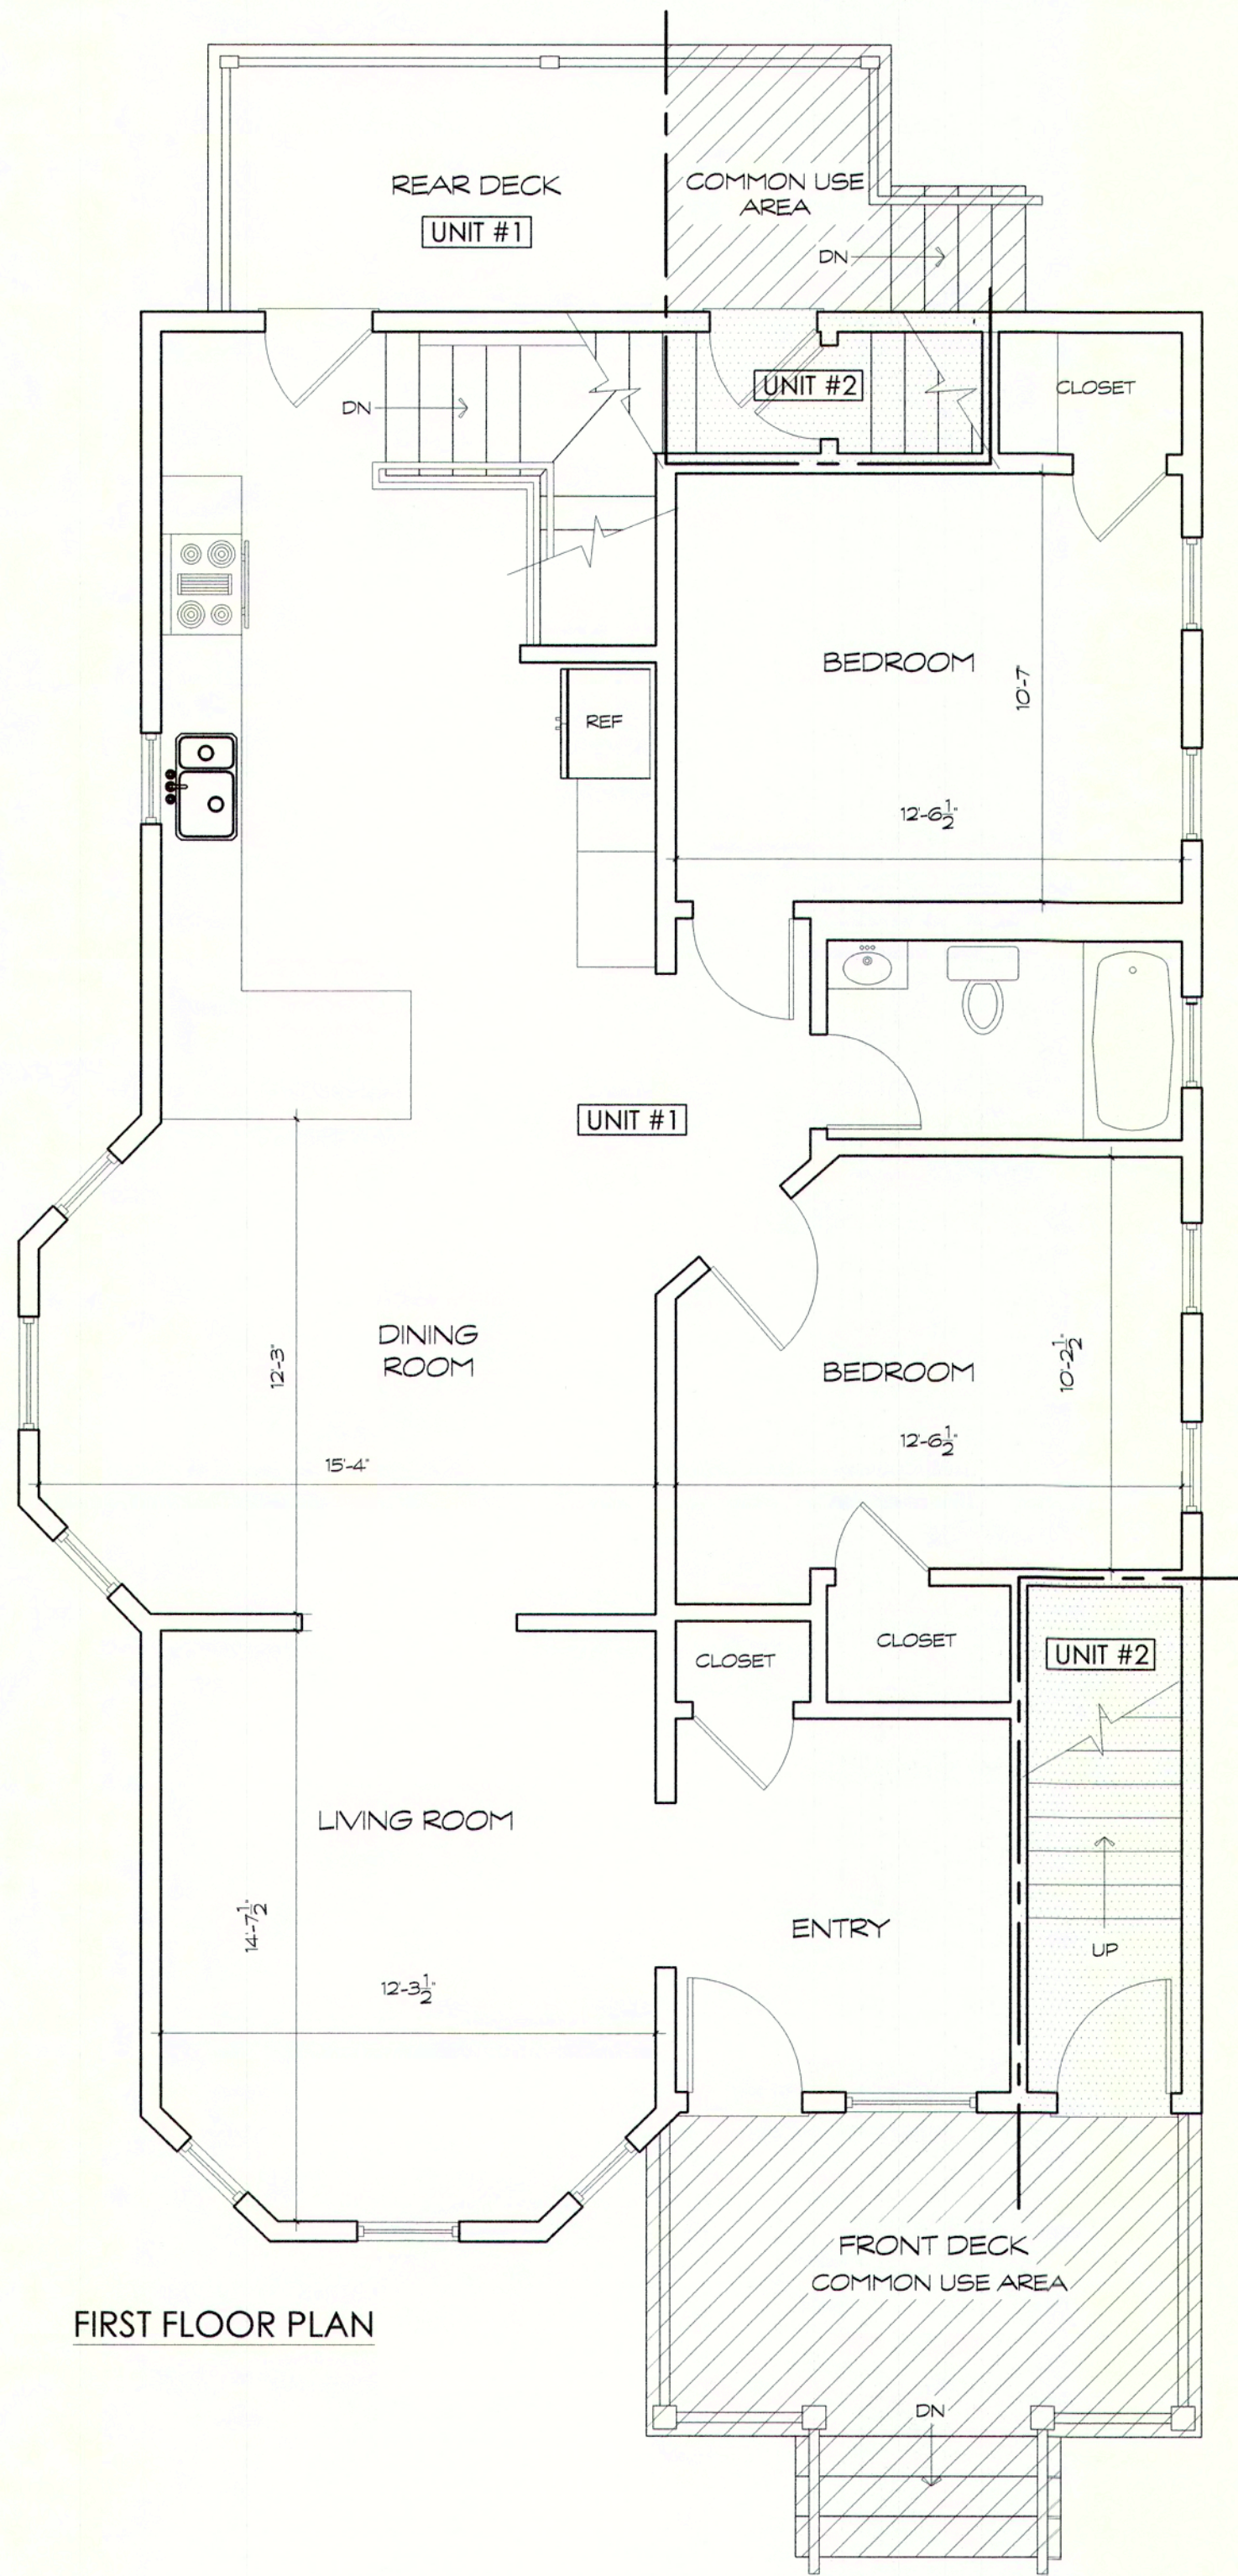 REAR DECK
UNIT #1
COMMON USE
AREA
DN
UNIT #2
CLOSET
DN
BEDROOM
10'-7"
REF
12'-6½"
UNIT #1
DINING
ROOM
12'-3"
BEDROOM
10'-2½"
12'-6½"
15'-4"
CLOSET
CLOSET
UNIT #2
LIVING ROOM
14'-7½"
12'-3½"
ENTRY
UP
FRONT DECK
COMMON USE AREA
FIRST FLOOR PLAN
DN